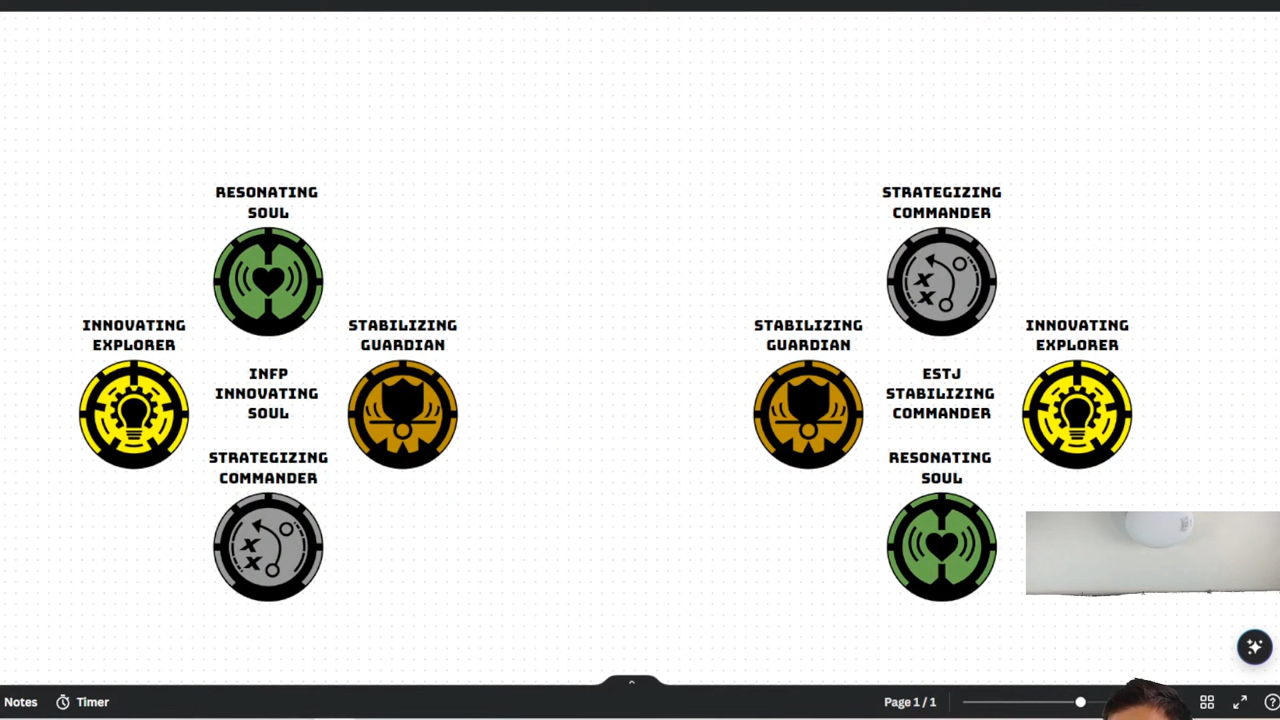 RESONATING
SOUL
INNOVATING
EXPLORER
STABILIZING
GUARDIAN
INFP
INNOVATING
SOUL
STRATEGIZING
COMMANDER
STRATEGIZING
COMMANDER
STABILIZING
GUARDIAN
INNOVATING
EXPLORER
ESTJ
STABILIZING
COMMANDER
RESONATING
SOUL
Notes
Timer
Page 1 / 1